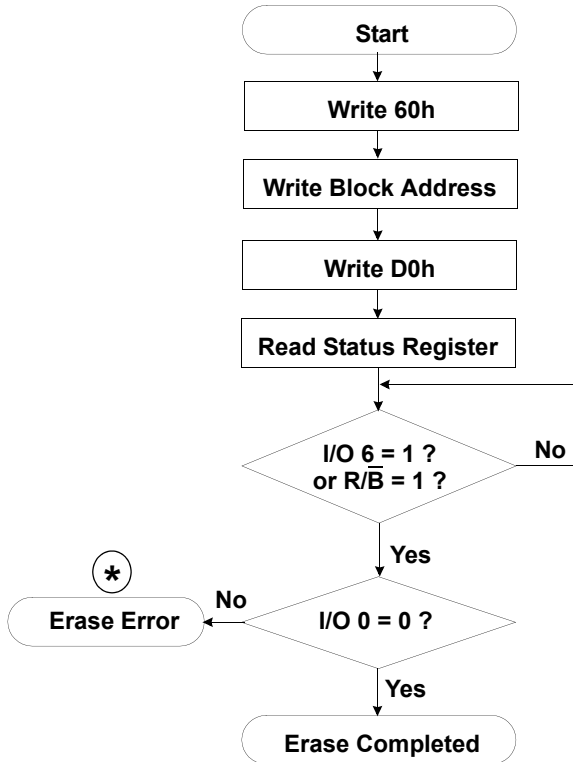 Start
Write 60h
Write Block Address
Write D0h
Read Status Register
I/O 6 = 1 ?
or R/B̅ = 1 ?
No
Yes
*
No
Erase Error
I/O 0 = 0 ?
Yes
Erase Completed